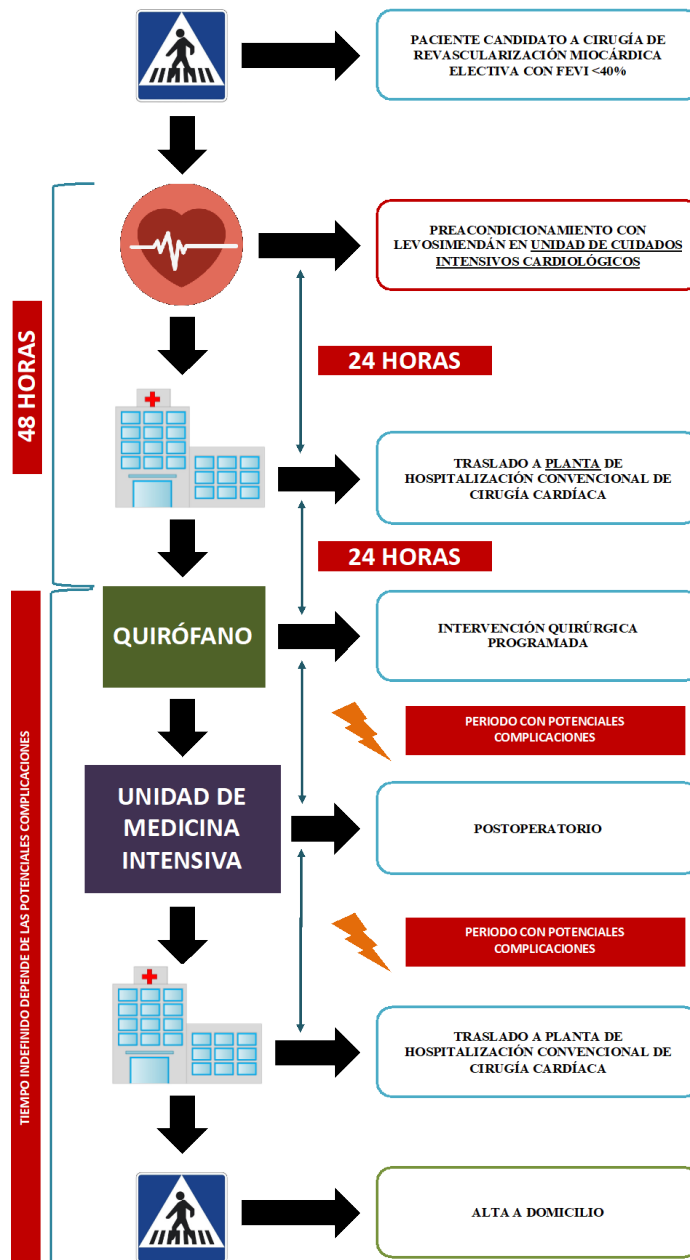 PACIENTE CANDIDATO A CIRUGÍA DE
REVASCULARIZACIÓN MIOCÁRDICA
ELECTIVA CON FEVI <40%
PREACONDICIONAMIENTO CON
LEVOSIMENDÁN EN UNIDAD DE CUIDADOS
INTENSIVOS CARDIOLÓGICOS
48 HORAS
24 HORAS
TRASLADO A PLANTA DE
HOSPITALIZACIÓN CONVENCIONAL DE
CIRUGÍA CARDÍACA
24 HORAS
QUIRÓFANO
INTERVENCIÓN QUIRÚRGICA
PROGRAMADA
PERIODO CON POTENCIALES
COMPLICACIONES
UNIDAD DE
MEDICINA
INTENSIVA
POSTOPERATORIO
TIEMPO INDEFINIDO DEPENDE DE LAS POTENCIALES COMPLICACIONES
PERIODO CON POTENCIALES
COMPLICACIONES
TRASLADO A PLANTA DE
HOSPITALIZACIÓN CONVENCIONAL DE
CIRUGÍA CARDÍACA
ALTA A DOMICILIO